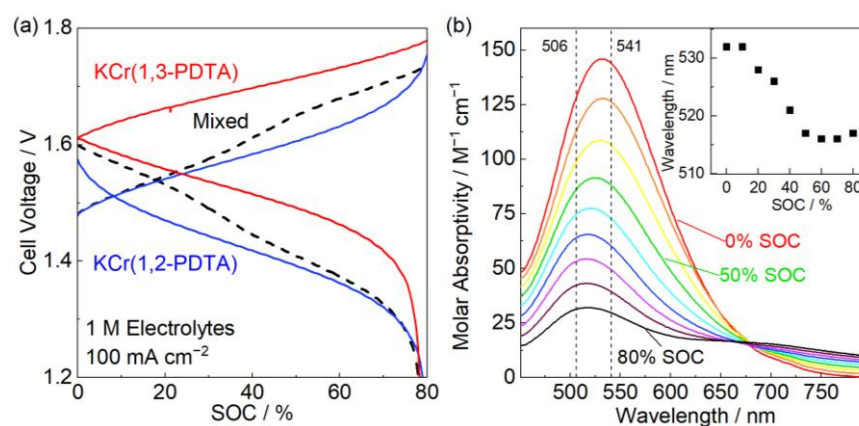 (a)
1.8
1.6
1.4
1.2
Cell Voltage / V
KCr(1,3-PDTA)
Mixed
KCr(1,2-PDTA)
1 M Electrolytes
100 mA cm⁻²
0 20 40 60 80
SOC / %
(b)
150
125
100
75
50
25
0
Molar Absorptivity / M⁻¹ cm⁻¹
506 541
530
520
510
Wavelength / nm
0 20 40 60 80
SOC / %
0% SOC
50% SOC
80% SOC
500 550 600 650 700 750
Wavelength / nm